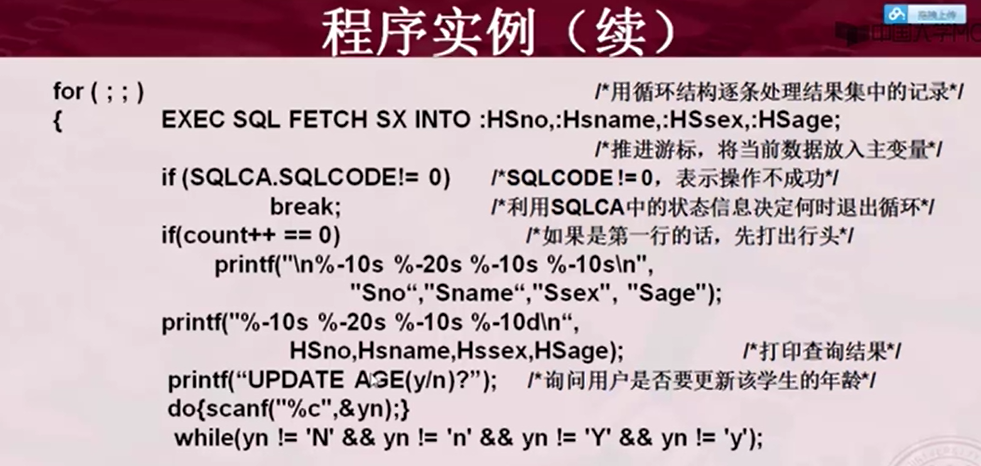 程序实例（续）
拖拽上传
for ( ; ; ) /*用循环结构逐条处理结果集中的记录*/
{ EXEC SQL FETCH SX INTO :HSno,:Hsname,:HSsex,:HSage;
/*推进游标，将当前数据放入主变量*/
if (SQLCA.SQLCODE!= 0) /*SQLCODE != 0，表示操作不成功*/
break; /*利用SQLCA中的状态信息决定何时退出循环*/
if(count++ == 0) /*如果是第一行的话，先打出行头*/
printf("\n%-10s %-20s %-10s %-10s\n",
"Sno“,"Sname“,"Ssex", "Sage");
printf("%-10s %-20s %-10s %-10d\n“,
HSno,Hsname,Hssex,HSage); /*打印查询结果*/
printf(“UPDATE AGE(y/n)?”); /*询问用户是否要更新该学生的年龄*/
do{scanf("%c",&yn);}
while(yn != 'N' && yn != 'n' && yn != 'Y' && yn != 'y');